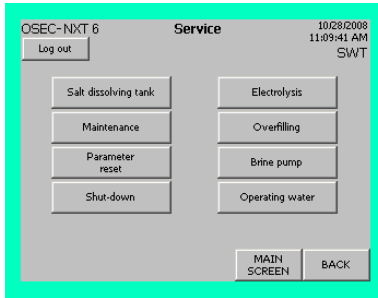 OSEC-NXT 6
Service
10/28/2008
11:09:41 AM
SWT
Log out
Salt dissolving tank
Electrolysis
Maintenance
Overfilling
Parameter
reset
Brine pump
Shut-down
Operating water
MAIN
SCREEN
BACK